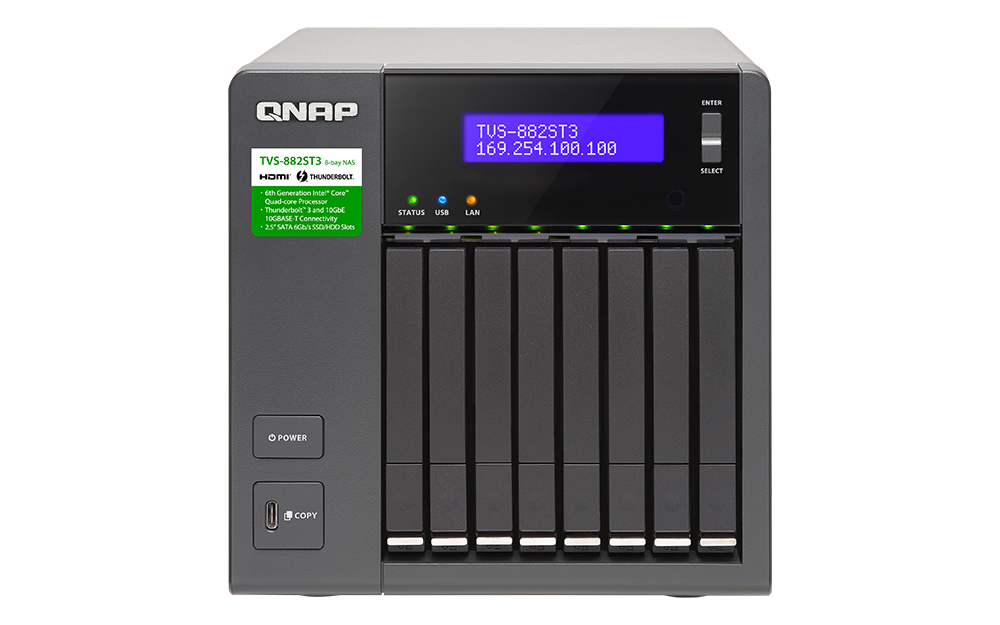 QNAP
TVS-882ST3 8-bay NAS
HDMI® THUNDERBOLT.
• 6th Generation Intel® Core™
Quad-core Processor
• Thunderbolt™ 3 and 10GbE
10GBASE-T Connectivity
• 2.5" SATA 6Gb/s SSD/HDD Slots
TVS-882ST3
169.254.100.100
ENTER
SELECT
STATUS USB LAN
POWER
COPY